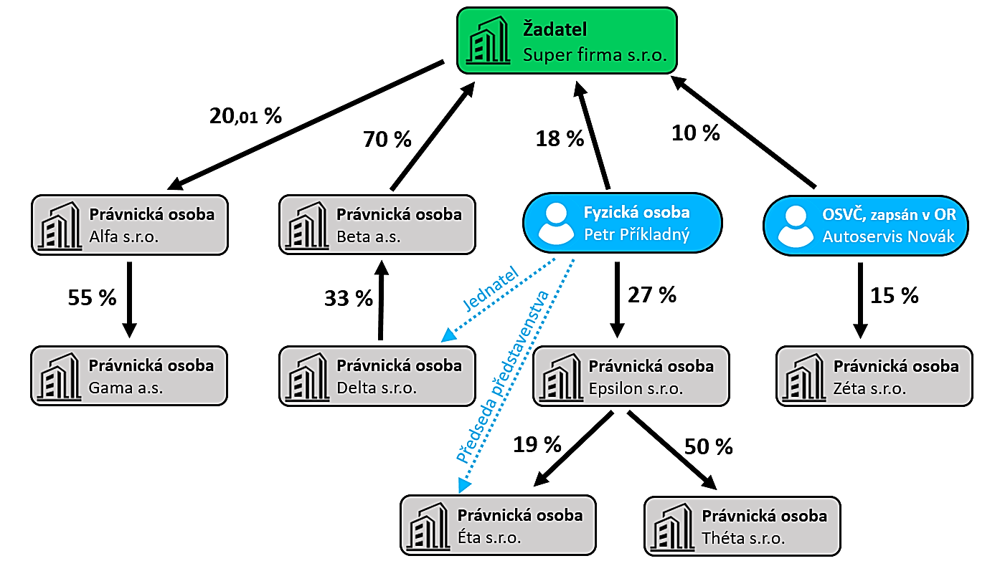 Žadatel
Super firma s.r.o.
20,01 %
70 %
18 %
10 %
Právnická osoba
Alfa s.r.o.
Právnická osoba
Beta a.s.
Fyzická osoba
Petr Příkladný
OSVČ, zapsán v OR
Autoservis Novák
55 %
33 %
Jednatel
Předseda představenstva
27 %
15 %
Právnická osoba
Gama a.s.
Právnická osoba
Delta s.r.o.
Právnická osoba
Epsilon s.r.o.
Právnická osoba
Zéta s.r.o.
19 %
50 %
Právnická osoba
Éta s.r.o.
Právnická osoba
Théta s.r.o.